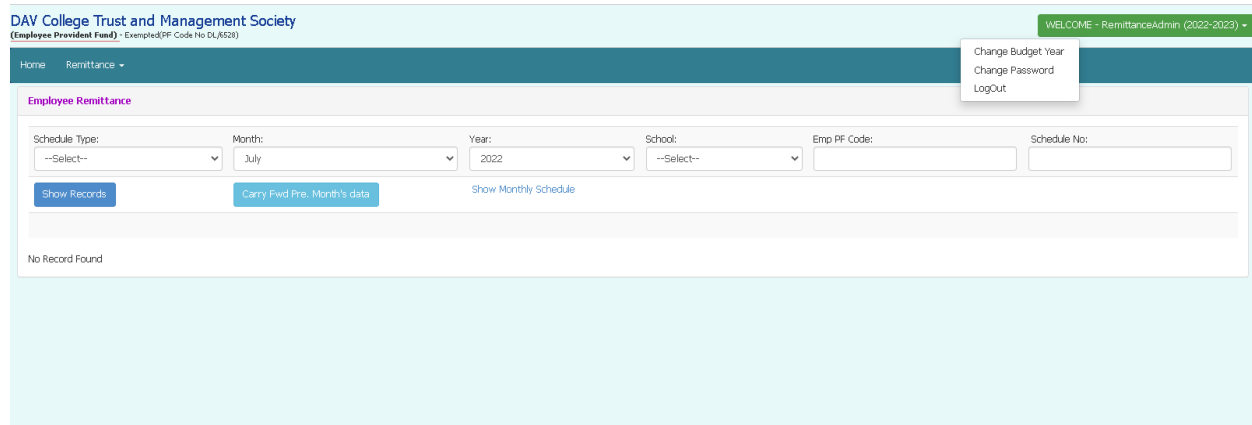 DAV College Trust and Management Society
(Employee Provident Fund) - Exempted(PF Code No DL/6528)
WELCOME - RemittanceAdmin (2022-2023)
Change Budget Year
Change Password
LogOut
Home Remittance
Employee Remittance
Schedule Type: Month: Year: School: Emp PF Code: Schedule No:
--Select-- July 2022 --Select--
Show Records Carry Fwd Pre. Month's data Show Monthly Schedule
No Record Found